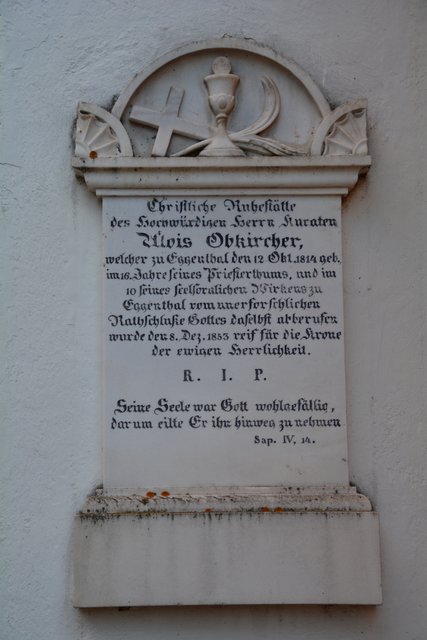 Christliche Ruhestätte
des Hochwürdigen Herrn Kuraten
Alois Obkircher,
welcher zu Eggenthal den 12 Okt. 1814 geb.
im 16. Jahre seines Priesterthums, und im
10 seines seelsorglichen Wirkens zu
Eggenthal vom unerforschlichen
Rathschluße Gottes daselbst abberufen
wurde den 8. Dez. 1853 reif für die Krone
der ewigen Herrlichkeit.
R. I. P.
Seine Seele war Gott wohlgefällig,
darum eilte Er ihn hinweg zu nehmen
Sap. IV. 14.